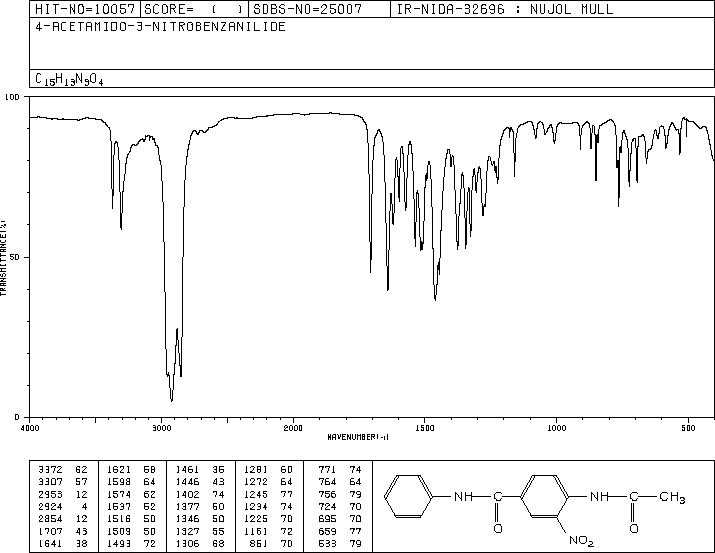 HIT-NO=10057 SCORE= ( ) SDBS-NO=25007 IR-NIDA-32696 : NUJOL MULL
4-ACETAMIDO-3-NITROBENZANILIDE
C15H13N3O4
100
50
0
TRANSMITTANCE(%)
4000 3000 2000 1500 1000 500
WAVENUMBER(-1)
3372 62 1621 58 1461 36 1281 60 771 74
3307 57 1598 64 1446 43 1272 64 764 64
2953 12 1574 62 1402 74 1245 77 756 79
2924 4 1537 62 1377 60 1234 74 724 70
2854 12 1516 50 1346 50 1225 70 695 70
1707 43 1509 50 1327 55 1161 72 659 77
1641 38 1493 72 1306 68 851 70 533 79
NH C NH C CH3
O NO2 O